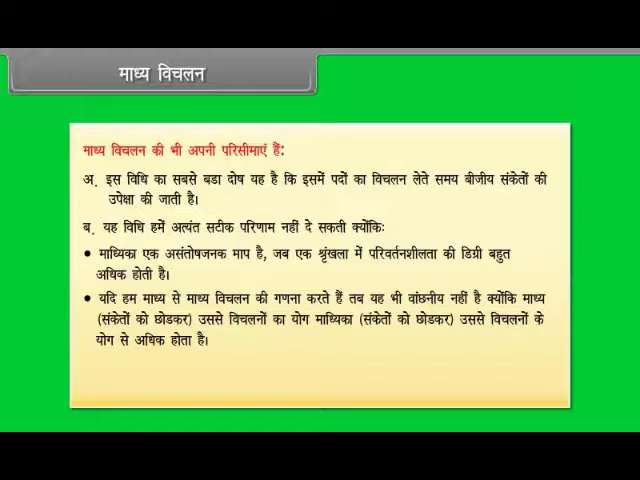 माध्य विचलन
माध्य विचलन की भी अपनी परिसीमाएं हैं:
अ. इस विधि का सबसे बडा दोष यह है कि इसमें पदों का विचलन लेते समय बीजीय संकेतों की
उपेक्षा की जाती है।
ब. यह विधि हमें अत्यंत सटीक परिणाम नहीं दे सकती क्योंकिः
• माध्यिका एक असंतोषजनक माप है, जब एक श्रृंखला में परिवर्तनशीलता की डिग्री बहुत
अधिक होती है।
• यदि हम माध्य से माध्य विचलन की गणना करते हैं तब यह भी वांछनीय नहीं है क्योंकि माध्य
(संकेतों को छोडकर) उससे विचलनों का योग माध्यिका (संकेतों को छोडकर) उससे विचलनों के
योग से अधिक होता है।